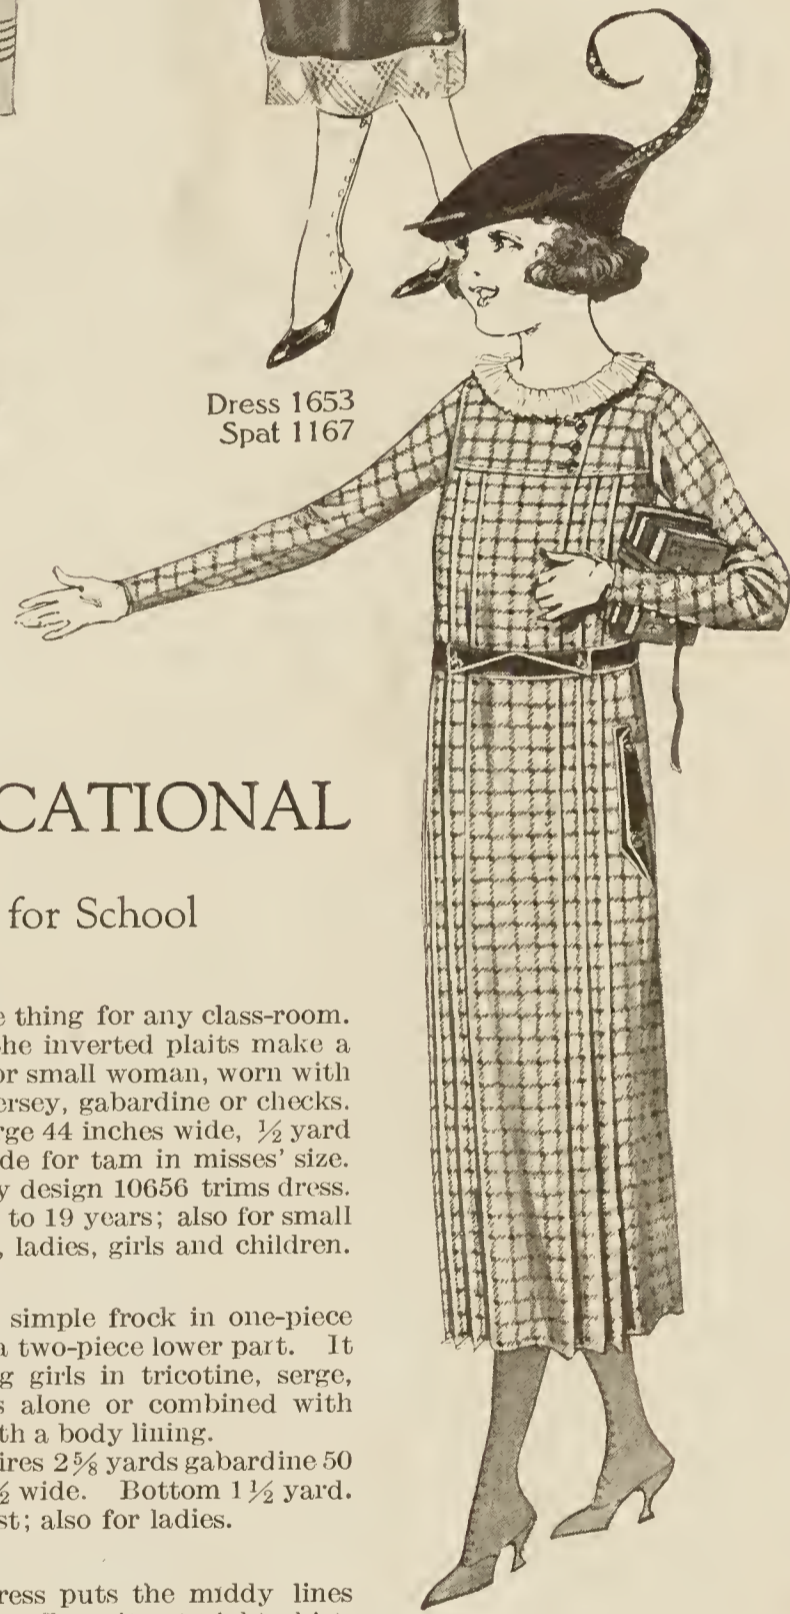 Dress 1653
Spat 1167
CATIONAL
for School
thing for any class-room.
he inverted plaits make a
or small woman, worn with
ersey, gabardine or checks.
rge 44 inches wide, ½ yard
de for tam in misses' size.
y design 10656 trims dress.
to 19 years; also for small
, ladies, girls and children.
simple frock in one-piece
a two-piece lower part. It
g girls in tricotine, serge,
s alone or combined with
th a body lining.
ires 2⅝ yards gabardine 50
½ wide. Bottom 1½ yard.
st; also for ladies.
ress puts the middy lines